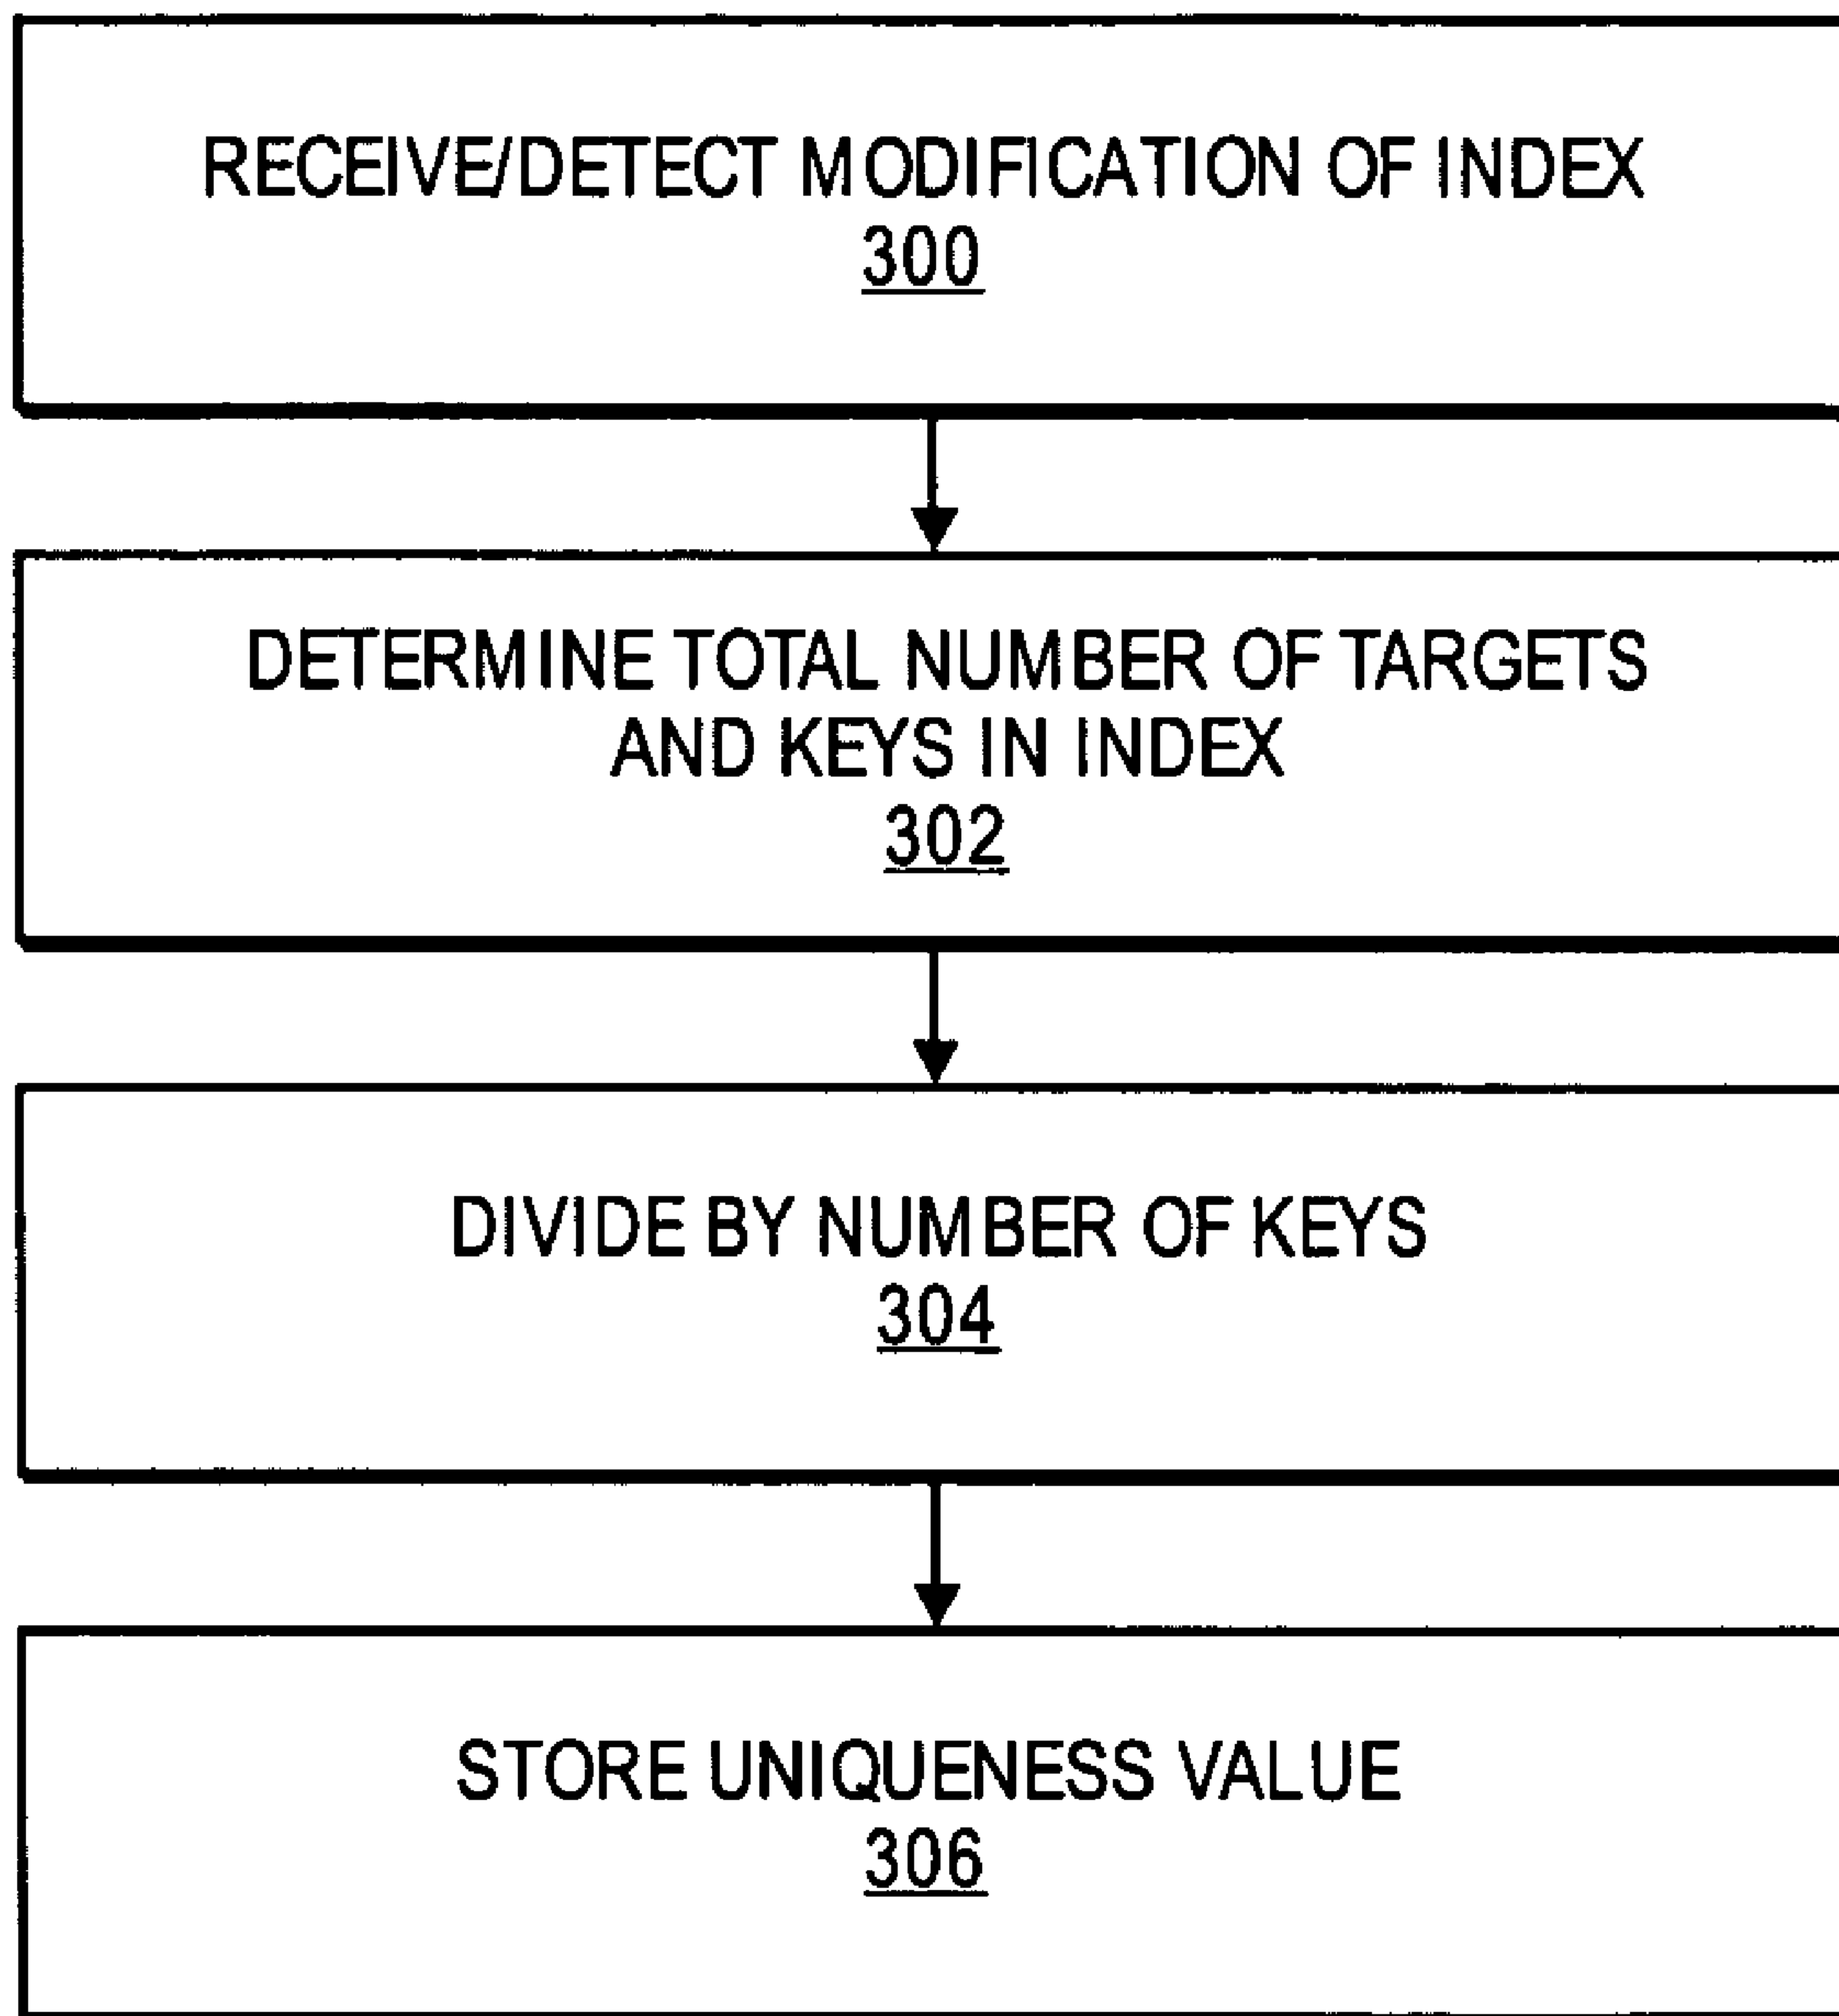 RECEIVE/DETECT MODIFICATION OF INDEX
300
DETERMINE TOTAL NUMBER OF TARGETS
AND KEYS IN INDEX
302
DIVIDE BY NUMBER OF KEYS
304
STORE UNIQUENESS VALUE
306